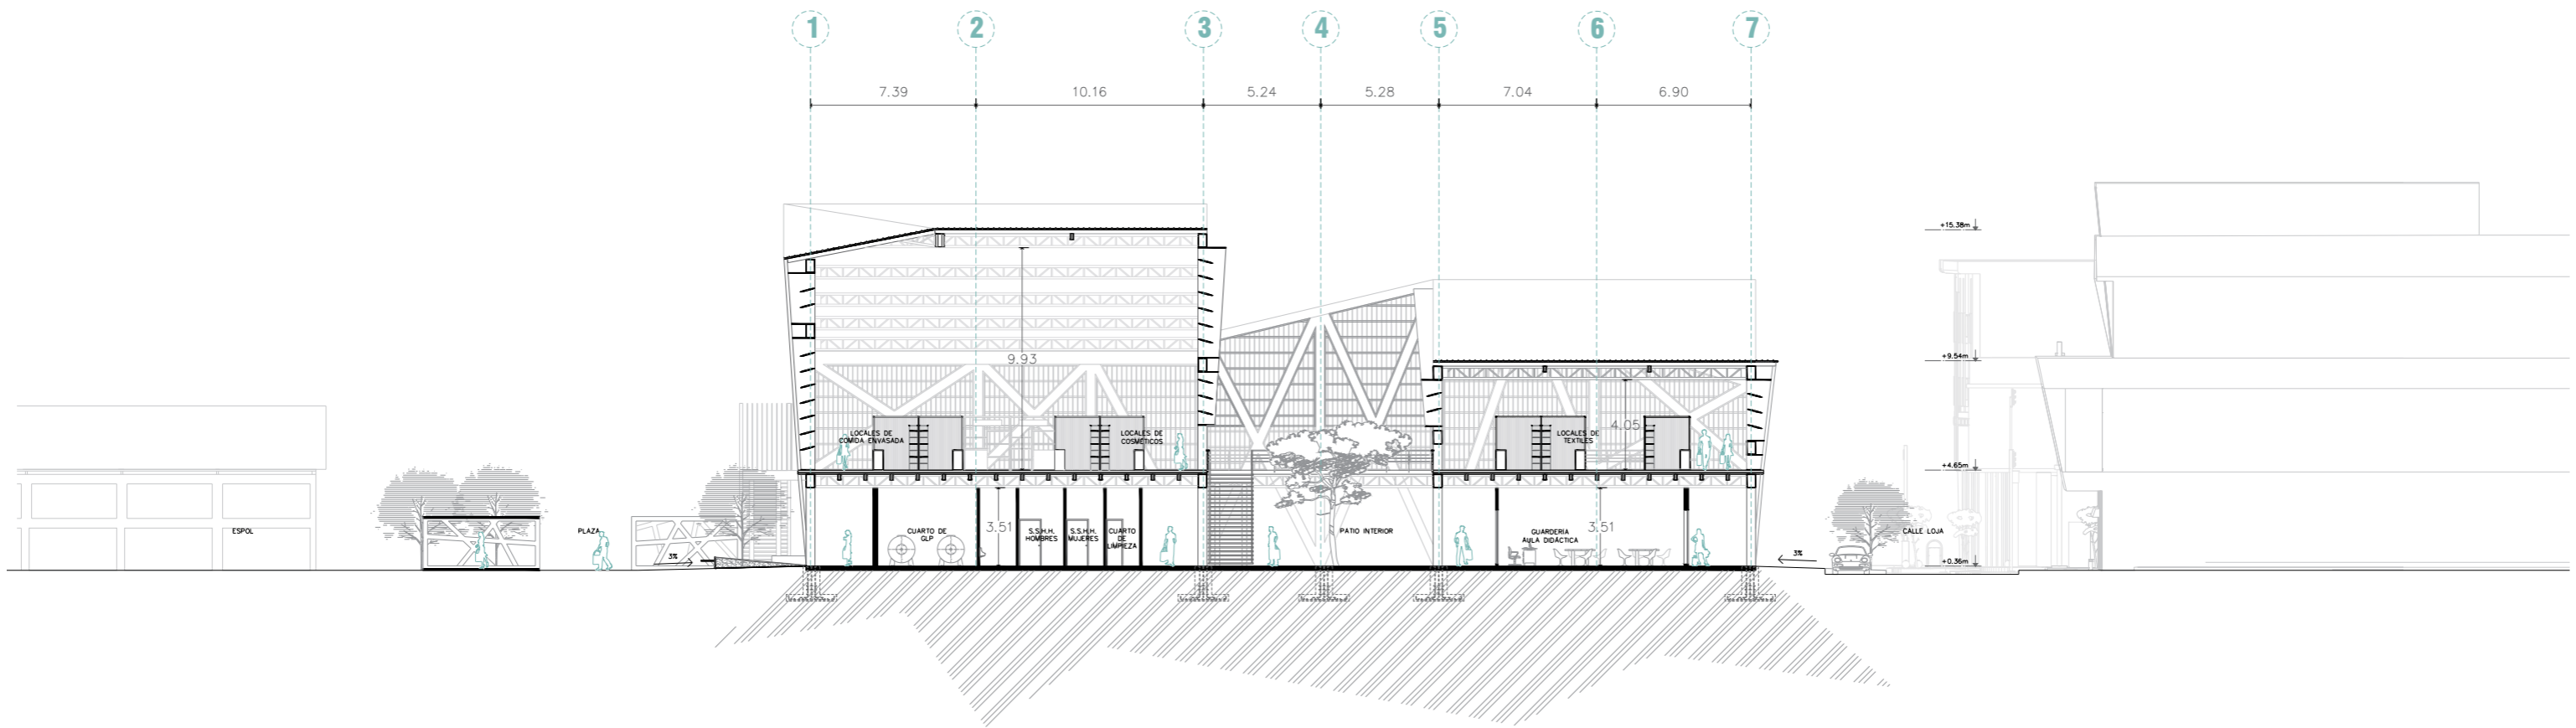 1 2 3 4 5 6 7
7.39 10.16 5.24 5.28 7.04 6.90
+15.38m
9.93
+9.54m
4.05
LOCALES DE
COMIDA ENVASADA
LOCALES DE
COSMÉTICOS
LOCALES DE
TEXTILES
+4.65m
ESPOL
PLAZA
3%
CUARTO DE
GLP
3.51
S.S.H.H.
HOMBRES
S.S.H.H.
MUJERES
CUARTO
DE
LIMPIEZA
PATIO INTERIOR
GUARDERIA
AULA DIDÁCTICA
3.51
3%
CALLE LOJA
+0.36m